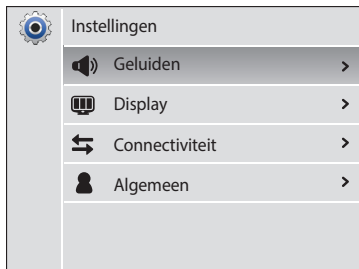 Instellingen
Geluiden
Display
Connectiviteit
Algemeen